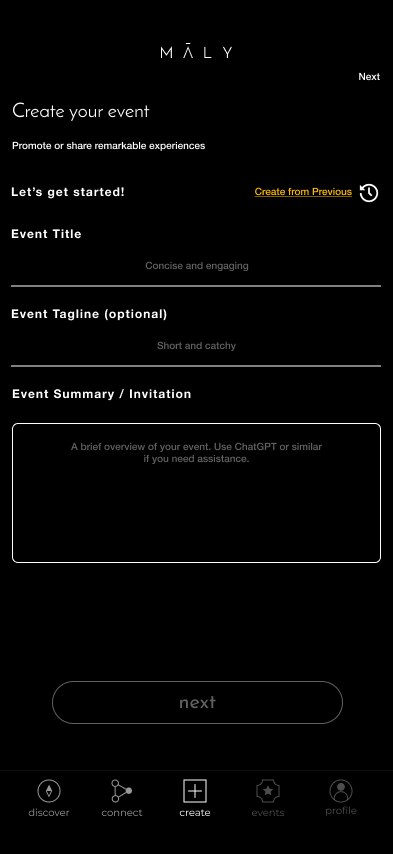 MĀLY
Next
Create your event
Promote or share remarkable experiences
Let's get started!
Create from Previous
Event Title
Concise and engaging
Event Tagline (optional)
Short and catchy
Event Summary / Invitation
A brief overview of your event. Use ChatGPT or similar
if you need assistance.
next
discover
connect
create
events
profile